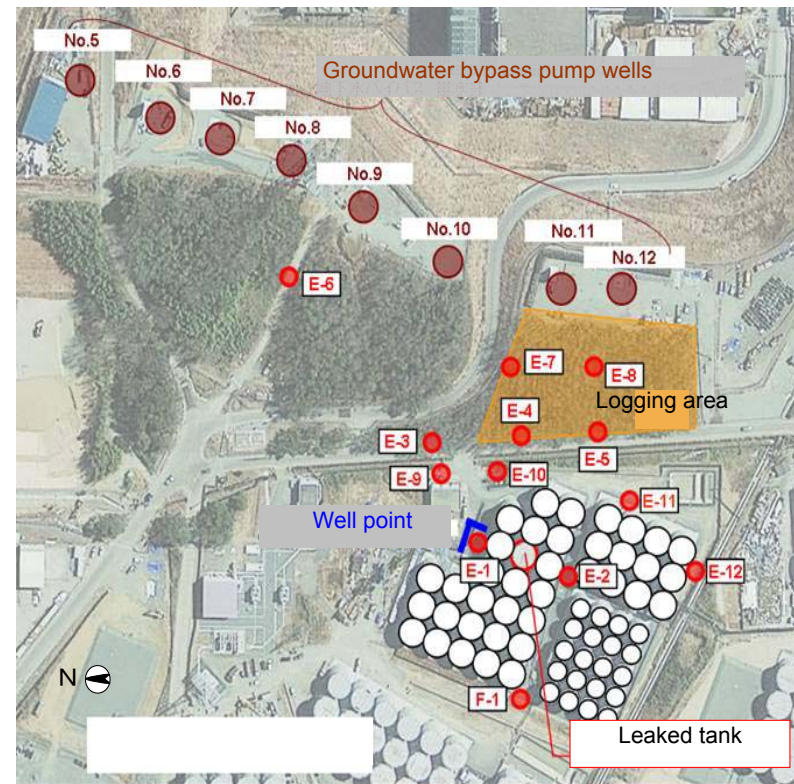 No.5
No.6
Groundwater bypass pump wells
No.7
No.8
No.9
No.10
No.11
No.12
E-6
E-7
E-8
Logging area
E-4
E-3
E-5
E-9
E-10
E-11
Well point
E-1
E-2
E-12
N
F-1
Leaked tank